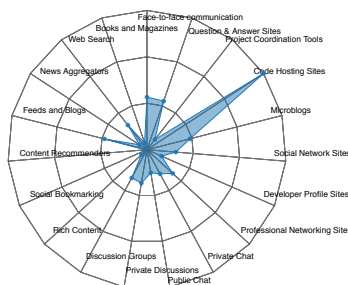 Face-to-face communication
Books and Magazines
Question & Answer Sites
Web Search
Project Coordination Tools
News Aggregators
Code Hosting Sites
Feeds and Blogs
Microblogs
Content Recommenders
Social Network Sites
Social Bookmarking
Developer Profile Sites
Rich Content
Professional Networking Sites
Discussion Groups
Private Chat
Private Discussions
Public Chat